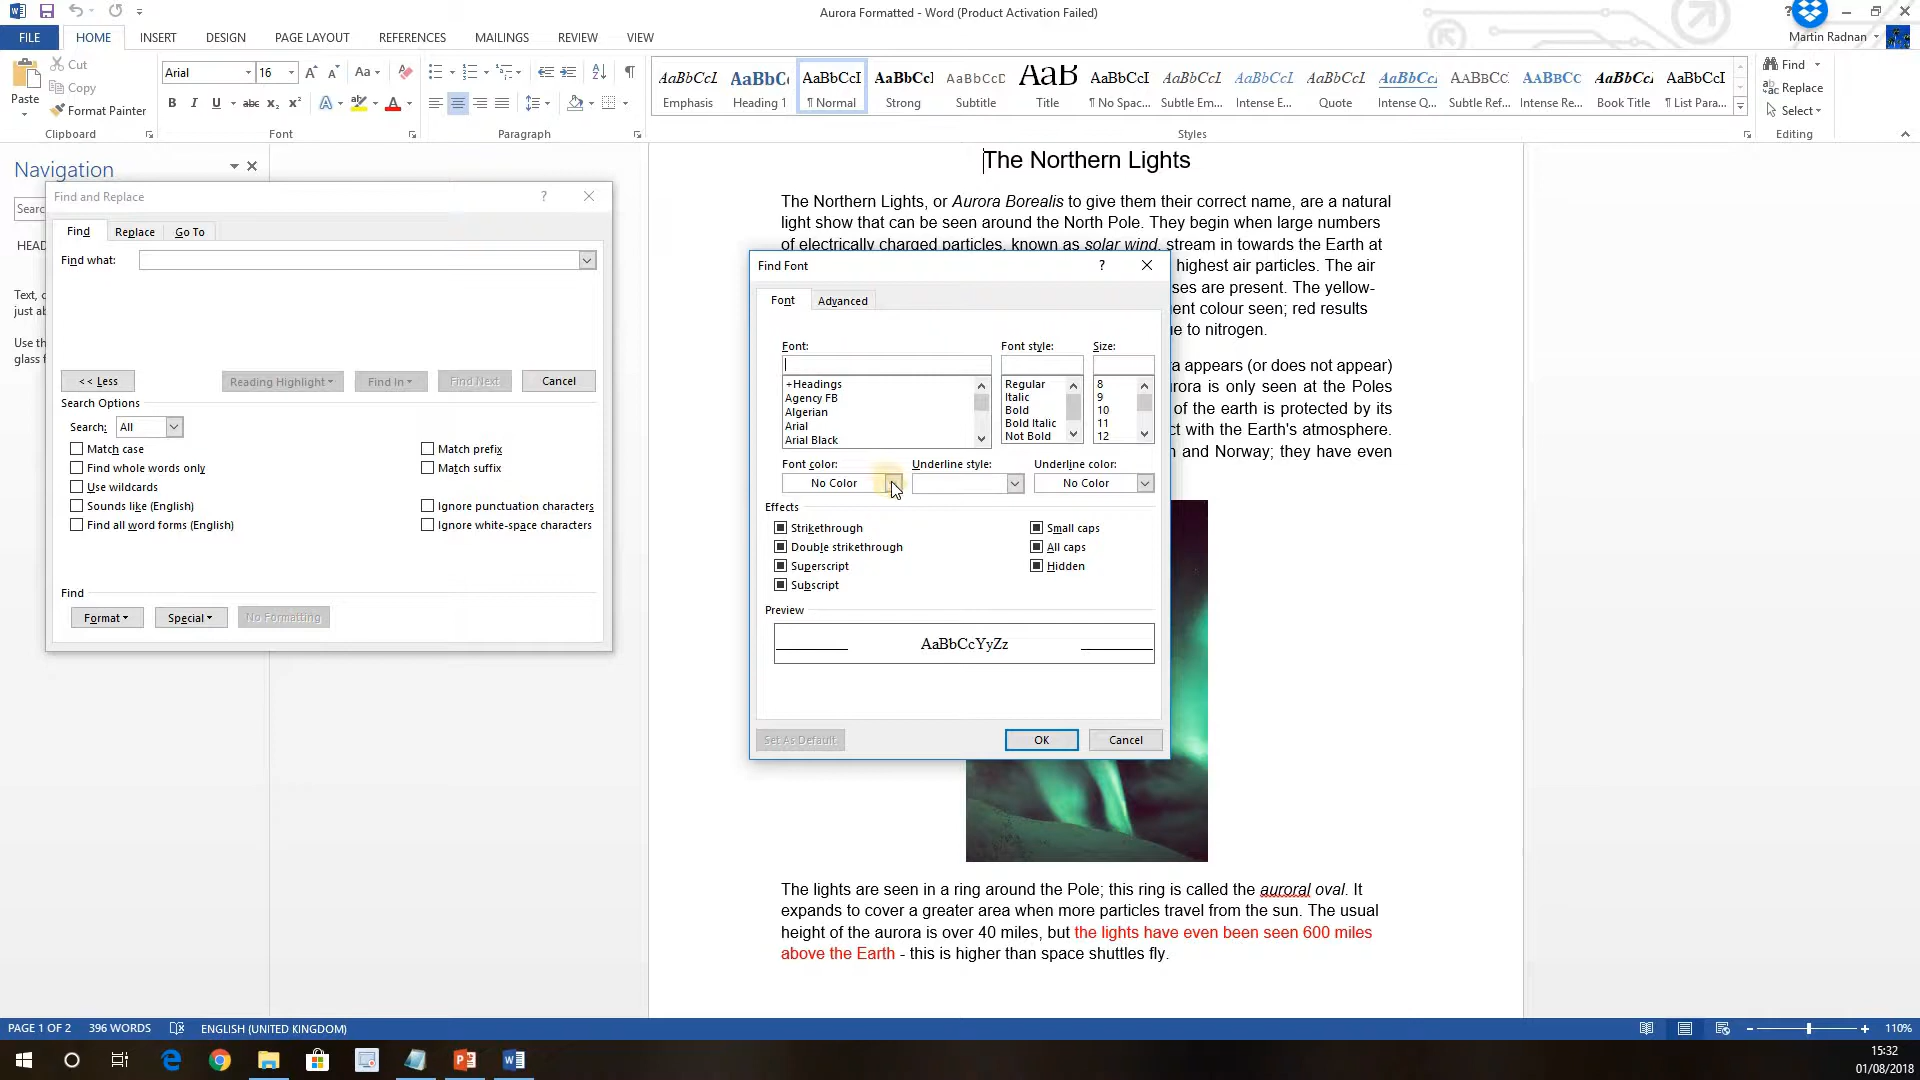 Aurora Formatted - Word (Product Activation Failed)
?
FILE HOME INSERT DESIGN PAGE LAYOUT REFERENCES MAILINGS REVIEW VIEW
Martin Radnan
Paste
Cut
Copy
Format Painter
Clipboard
Arial 16
Aa
B I U abc x₂ x²
Font
Paragraph
AaBbCcI AaBbC AaBbCcI AaBbCcI AaBbCcD AaB AaBbCcI AaBbCcI AaBbCcI AaBbCcI AaBbCcI AABBCC AABBCC AaBbCcI AaBbCcI
Emphasis Heading 1 ¶ Normal Strong Subtitle Title ¶ No Spac... Subtle Em... Intense E... Quote Intense Q... Subtle Ref... Intense Re... Book Title ¶ List Para...
Styles
Find
Replace
Select
Editing
Navigation
Searc
HEAD
Text, c
just ab
Use th
glass f
Find and Replace
?
Find Replace Go To
Find what:
<< Less Reading Highlight Find In Find Next Cancel
Search Options
Search: All
Match case
Find whole words only
Use wildcards
Sounds like (English)
Find all word forms (English)
Match prefix
Match suffix
Ignore punctuation characters
Ignore white-space characters
Find
Format Special No Formatting
The Northern Lights
The Northern Lights, or Aurora Borealis to give them their correct name, are a natural
light show that can be seen around the North Pole. They begin when large numbers
of electrically charged particles, known as solar wind, stream in towards the Earth at
highest air particles. The air
ses are present. The yellow-
ent colour seen; red results
e to nitrogen.
a appears (or does not appear)
rora is only seen at the Poles
of the earth is protected by its
ct with the Earth's atmosphere.
n and Norway; they have even
Find Font
?
Font Advanced
Font: Font style: Size:
+Headings
Agency FB
Algerian
Arial
Arial Black
Regular
Italic
Bold
Bold Italic
Not Bold
8
9
10
11
12
Font color: Underline style: Underline color:
No Color No Color
Effects
Strikethrough
Double strikethrough
Superscript
Subscript
Small caps
All caps
Hidden
Preview
AaBbCcYyZz
Set As Default OK Cancel
The lights are seen in a ring around the Pole; this ring is called the auroral oval. It
expands to cover a greater area when more particles travel from the sun. The usual
height of the aurora is over 40 miles, but the lights have even been seen 600 miles
above the Earth - this is higher than space shuttles fly.
PAGE 1 OF 2 396 WORDS ENGLISH (UNITED KINGDOM)
110%
15:32
01/08/2018